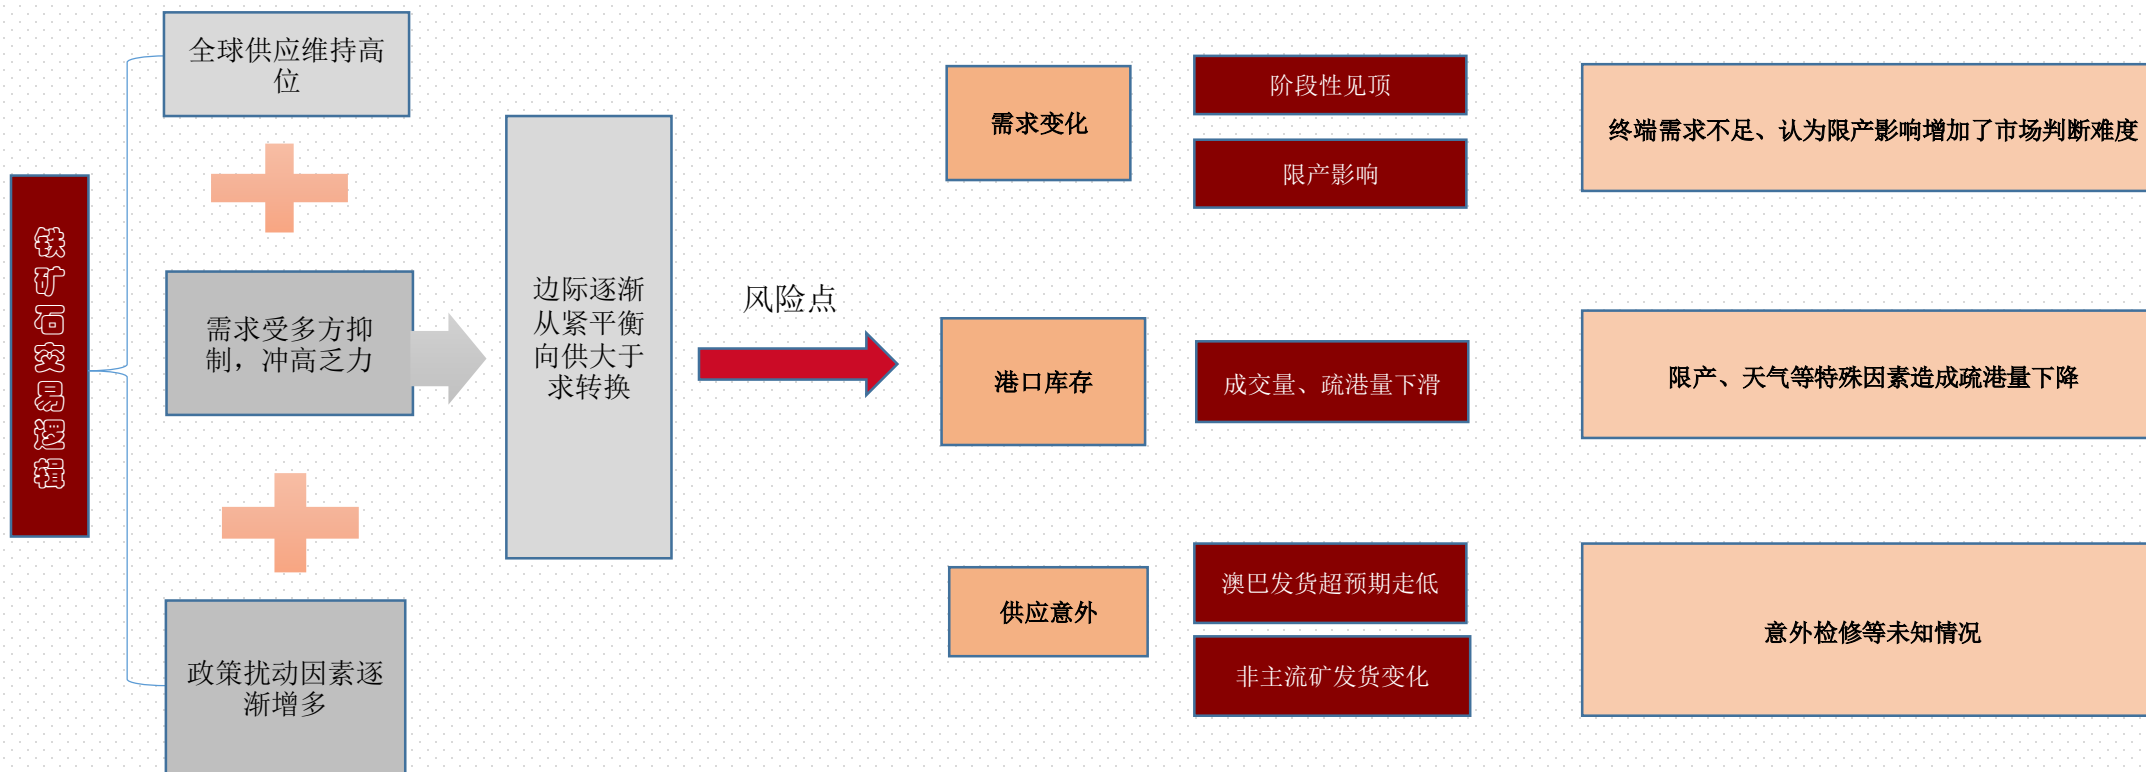 铁矿石交易逻辑
全球供应维持高
位
需求受多方抑
制，冲高乏力
政策扰动因素逐
渐增多
边际逐渐
从紧平衡
向供大于
求转换
风险点
需求变化
阶段性见顶
限产影响
终端需求不足、认为限产影响增加了市场判断难度
港口库存
成交量、疏港量下滑
限产、天气等特殊因素造成疏港量下降
供应意外
澳巴发货超预期走低
非主流矿发货变化
意外检修等未知情况